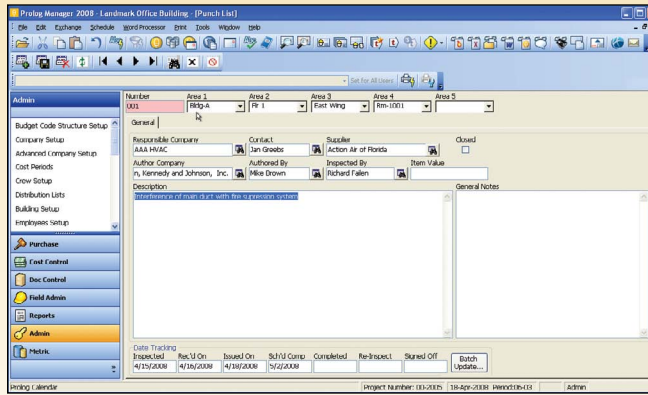 Prolog Manager 2008 - Landmark Office Building - [Punch List]
File Edit Exchange Schedule Word Processor Print Tools Window Help
Set for All Users
Admin
Number Area 1 Area 2 Area 3 Area 4 Area 5
001 Bldg-A Flr 1 East Wing Rm-1001
General
Budget Code Structure Setup
Company Setup
Advanced Company Setup
Cost Periods
Crew Setup
Distribution Lists
Building Setup
Employees Setup
Purchase
Cost Control
Doc Control
Field Admin
Reports
Admin
Metric
Responsible Company Contact Supplier Closed
AAA HVAC Jan Greebs Action Air of Florida
Author Company Authored By Inspected By Item Value
n, Kennedy and Johnson, Inc. Mike Brown Richard Failen
Description General Notes
Interference of main duct with fire supression system
Date Tracking
Inspected Rec'd On Issued On Sch'd Comp Completed Re-Inspect Signed Off
4/15/2008 4/16/2008 4/18/2008 5/2/2008
Batch Update...
Prolog Calendar Project Number: 00-2005 18-Apr-2008 Period:06-03 Admin